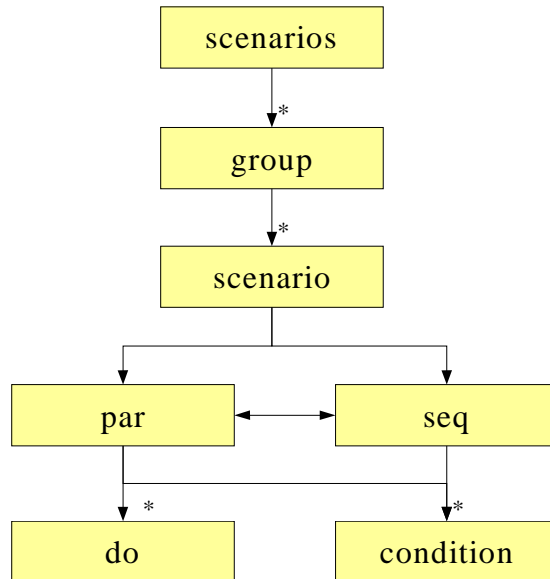 scenarios
*
group
*
scenario
par
seq
*
*
do
condition